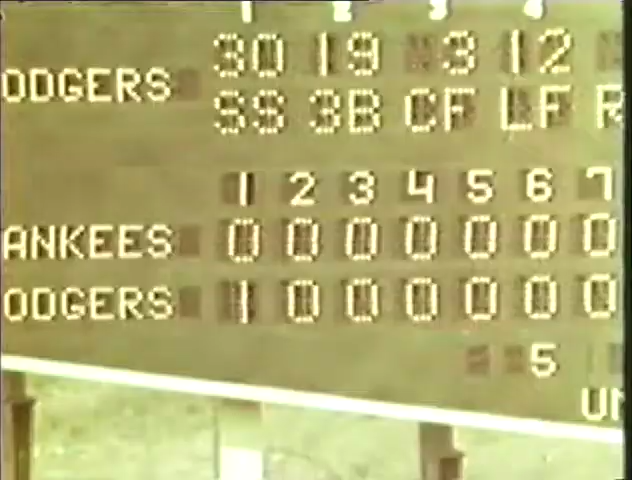 1 2 3 4
ODGERS 30 19 3 12
SS 3B CF LF R
1 2 3 4 5 6 7
ANKEES 0 0 0 0 0 0 0
ODGERS 1 0 0 0 0 0 0
5
UN